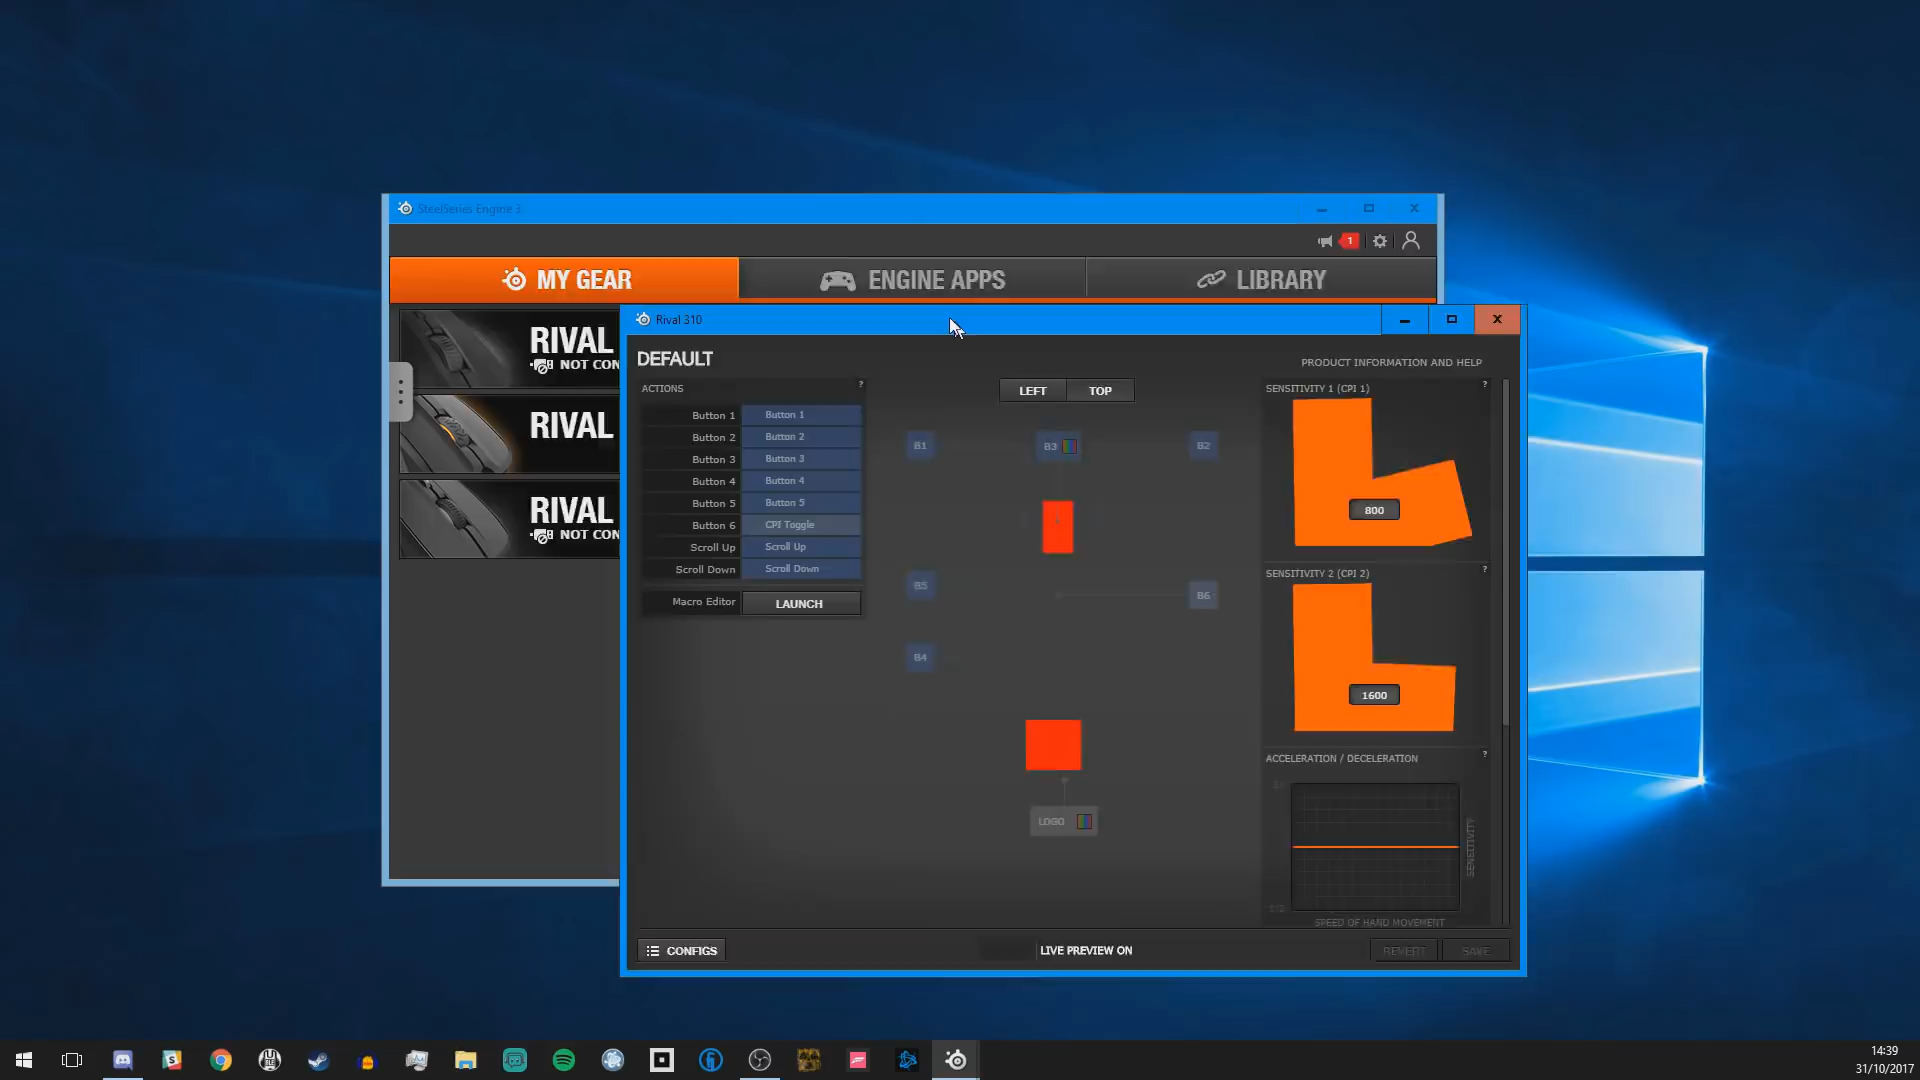 SteelSeries Engine 3
1
MY GEAR
ENGINE APPS
LIBRARY
RIVAL
NOT CON
RIVAL
RIVAL
NOT CON
Rival 310
DEFAULT
PRODUCT INFORMATION AND HELP
ACTIONS
?
LEFT
TOP
Button 1 Button 1
Button 2 Button 2
Button 3 Button 3
Button 4 Button 4
Button 5 Button 5
Button 6 CPI Toggle
Scroll Up Scroll Up
Scroll Down Scroll Down
Macro Editor LAUNCH
B1
B3
B2
B5
B6
B4
LOGO
SENSITIVITY 1 (CPI 1)
?
800
SENSITIVITY 2 (CPI 2)
?
1600
ACCELERATION / DECELERATION
?
SENSITIVITY
SPEED OF HAND MOVEMENT
CONFIGS
LIVE PREVIEW ON
REVERT
SAVE
14:39
31/10/2017